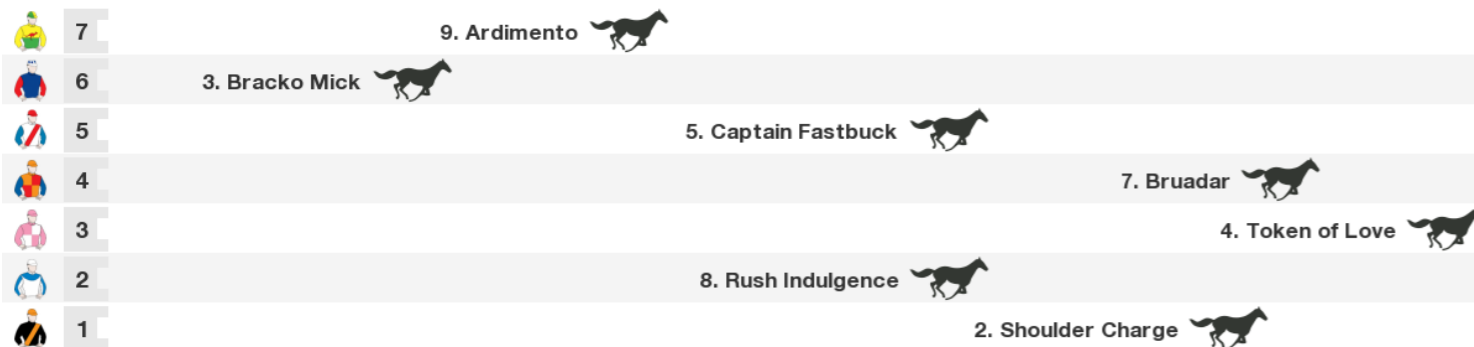 7 9. Ardimento
6 3. Bracko Mick
5 5. Captain Fastbuck
4 7. Bruadar
3 4. Token of Love
2 8. Rush Indulgence
1 2. Shoulder Charge